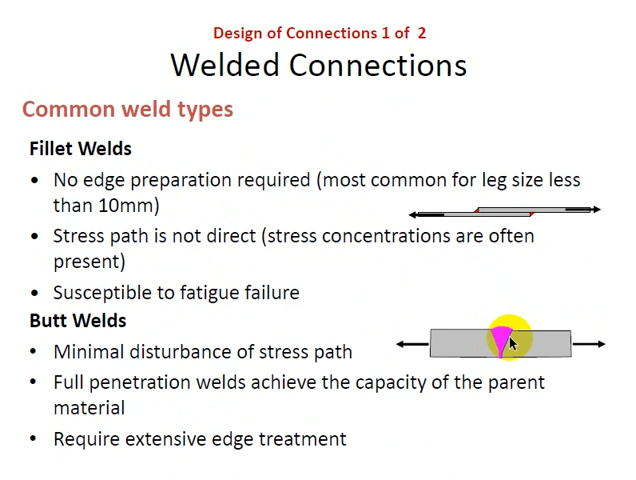 Design of Connections 1 of 2
Welded Connections
Common weld types
Fillet Welds
• No edge preparation required (most common for leg size less
than 10mm)
• Stress path is not direct (stress concentrations are often
present)
• Susceptible to fatigue failure
Butt Welds
• Minimal disturbance of stress path
• Full penetration welds achieve the capacity of the parent
material
• Require extensive edge treatment